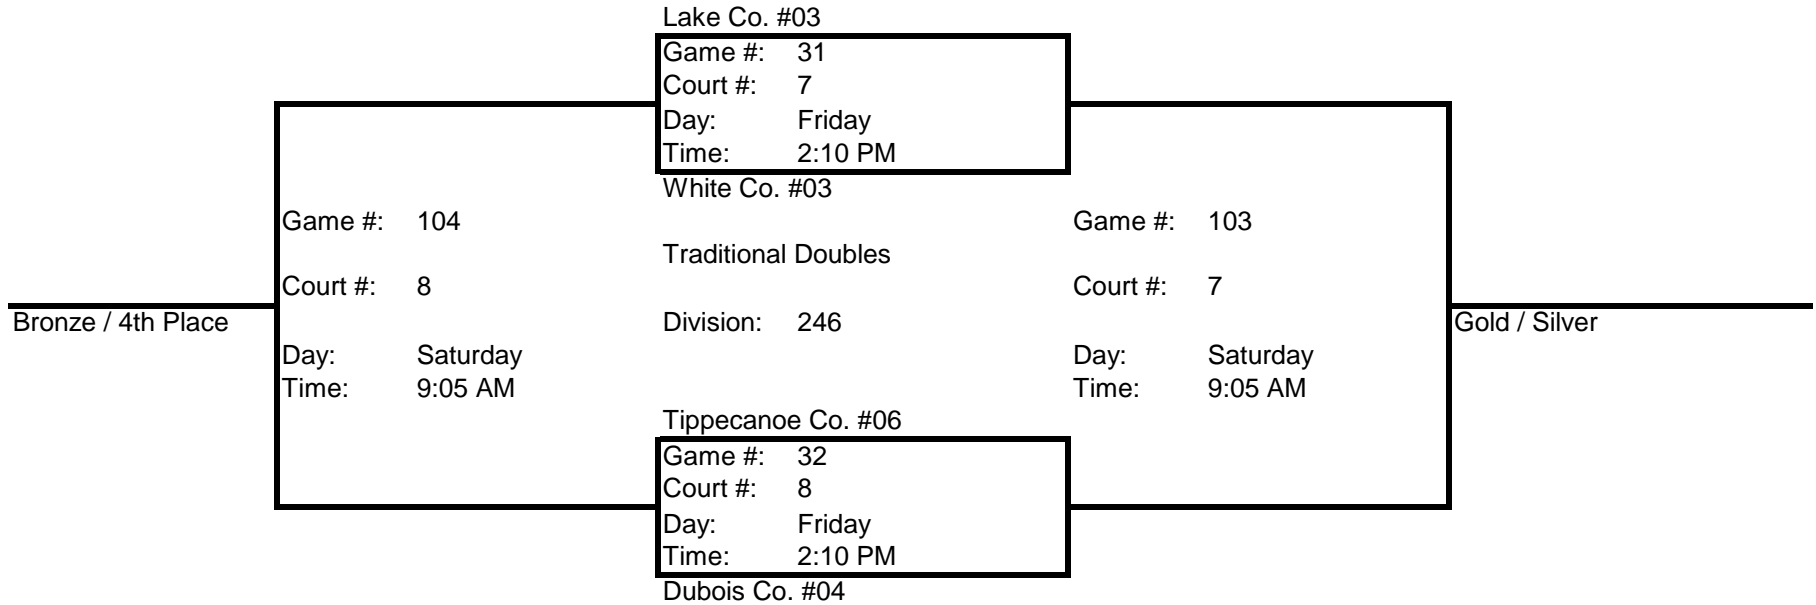 Lake Co. #03
Game #: 31
Court #: 7
Day: Friday
Time: 2:10 PM
White Co. #03
Game #: 104
Court #: 8
Bronze / 4th Place
Day: Saturday
Time: 9:05 AM
Traditional Doubles
Division: 246
Game #: 103
Court #: 7
Gold / Silver
Day: Saturday
Time: 9:05 AM
Tippecanoe Co. #06
Game #: 32
Court #: 8
Day: Friday
Time: 2:10 PM
Dubois Co. #04